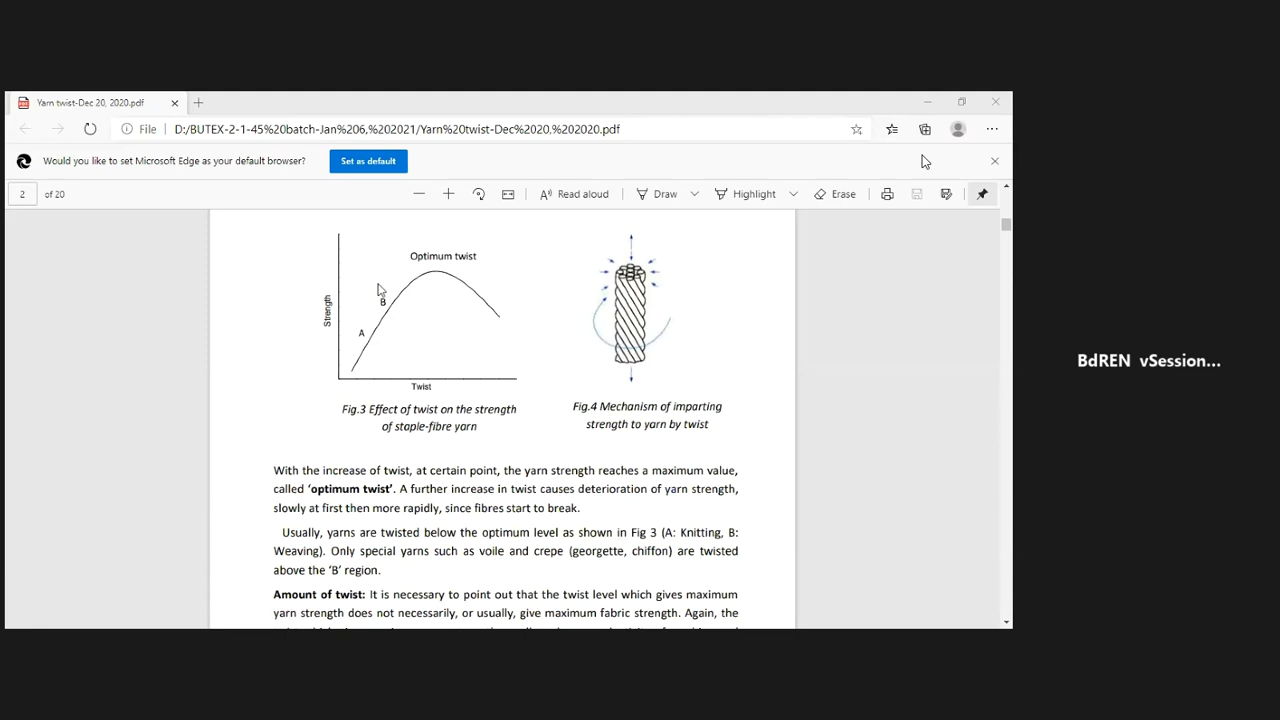 Yarn twist-Dec 20, 2020.pdf
File
D:/BUTEX-2-1-45%20batch-Jan%206,%202021/Yarn%20twist-Dec%2020,%202020.pdf
Would you like to set Microsoft Edge as your default browser?
Set as default
2 of 20
Read aloud
Draw
Highlight
Erase
Optimum twist
B
A
Strength
Twist
Fig.3 Effect of twist on the strength
of staple-fibre yarn
Fig.4 Mechanism of imparting
strength to yarn by twist
With the increase of twist, at certain point, the yarn strength reaches a maximum value,
called ‘optimum twist’. A further increase in twist causes deterioration of yarn strength,
slowly at first then more rapidly, since fibres start to break.
Usually, yarns are twisted below the optimum level as shown in Fig 3 (A: Knitting, B:
Weaving). Only special yarns such as voile and crepe (georgette, chiffon) are twisted
above the ‘B’ region.
Amount of twist: It is necessary to point out that the twist level which gives maximum
yarn strength does not necessarily, or usually, give maximum fabric strength. Again, the
BdREN vSession...